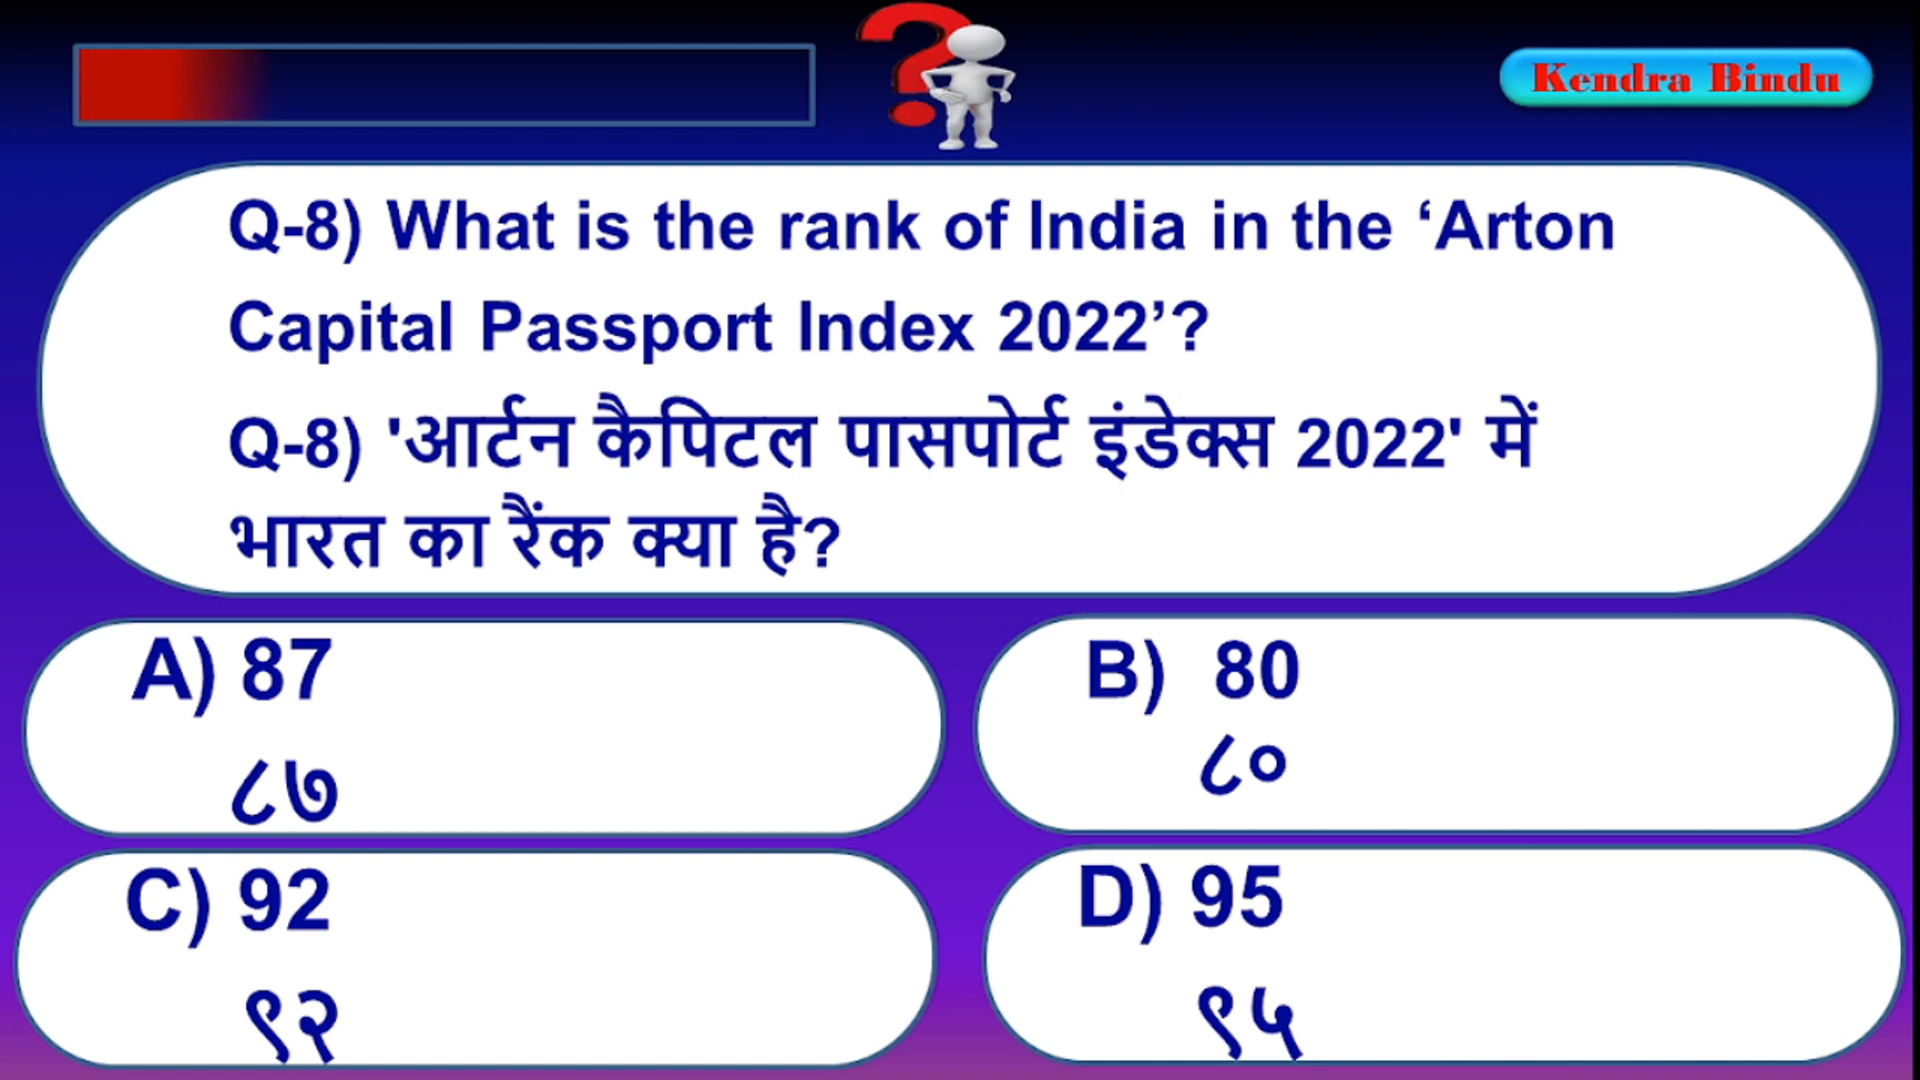 Kendra Bindu
Q-8) What is the rank of India in the ‘Arton
Capital Passport Index 2022’?
Q-8) 'आर्टन कैपिटल पासपोर्ट इंडेक्स 2022' में
भारत का रैंक क्या है?
A) 87
८७
B) 80
८०
C) 92
९२
D) 95
९५